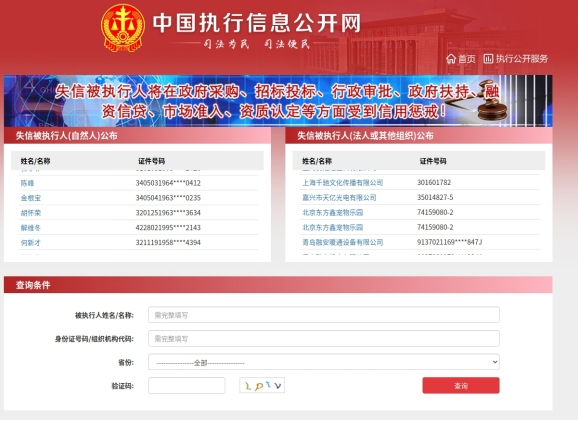 中国执行信息公开网
司法为民 司法便民
首页 执行公开服务
失信被执行人将在政府采购、招标投标、行政审批、政府扶持、融
资信贷、市场准入、资质认定等方面受到信用惩戒！
失信被执行人(自然人)公布
姓名/名称 证件号码
陈峰 3405031964****0412
金根宝 3405041963****0235
胡怀荣 3201251963****3634
解维冬 4228021995****2143
何新才 3211191958****4394
失信被执行人(法人或其他组织)公布
姓名/名称 证件号码
上海千驰文化传播有限公司 301601782
嘉兴市天亿光电有限公司 35014827-5
北京东方鑫宠物乐园 74159080-2
北京东方鑫宠物乐园 74159080-2
青岛融安暖通设备有限公司 9137021169****847J
查询条件
被执行人姓名/名称: 需完整填写
身份证号码/组织机构代码: 需完整填写
省份: ----------------全部----------------
验证码:
查询